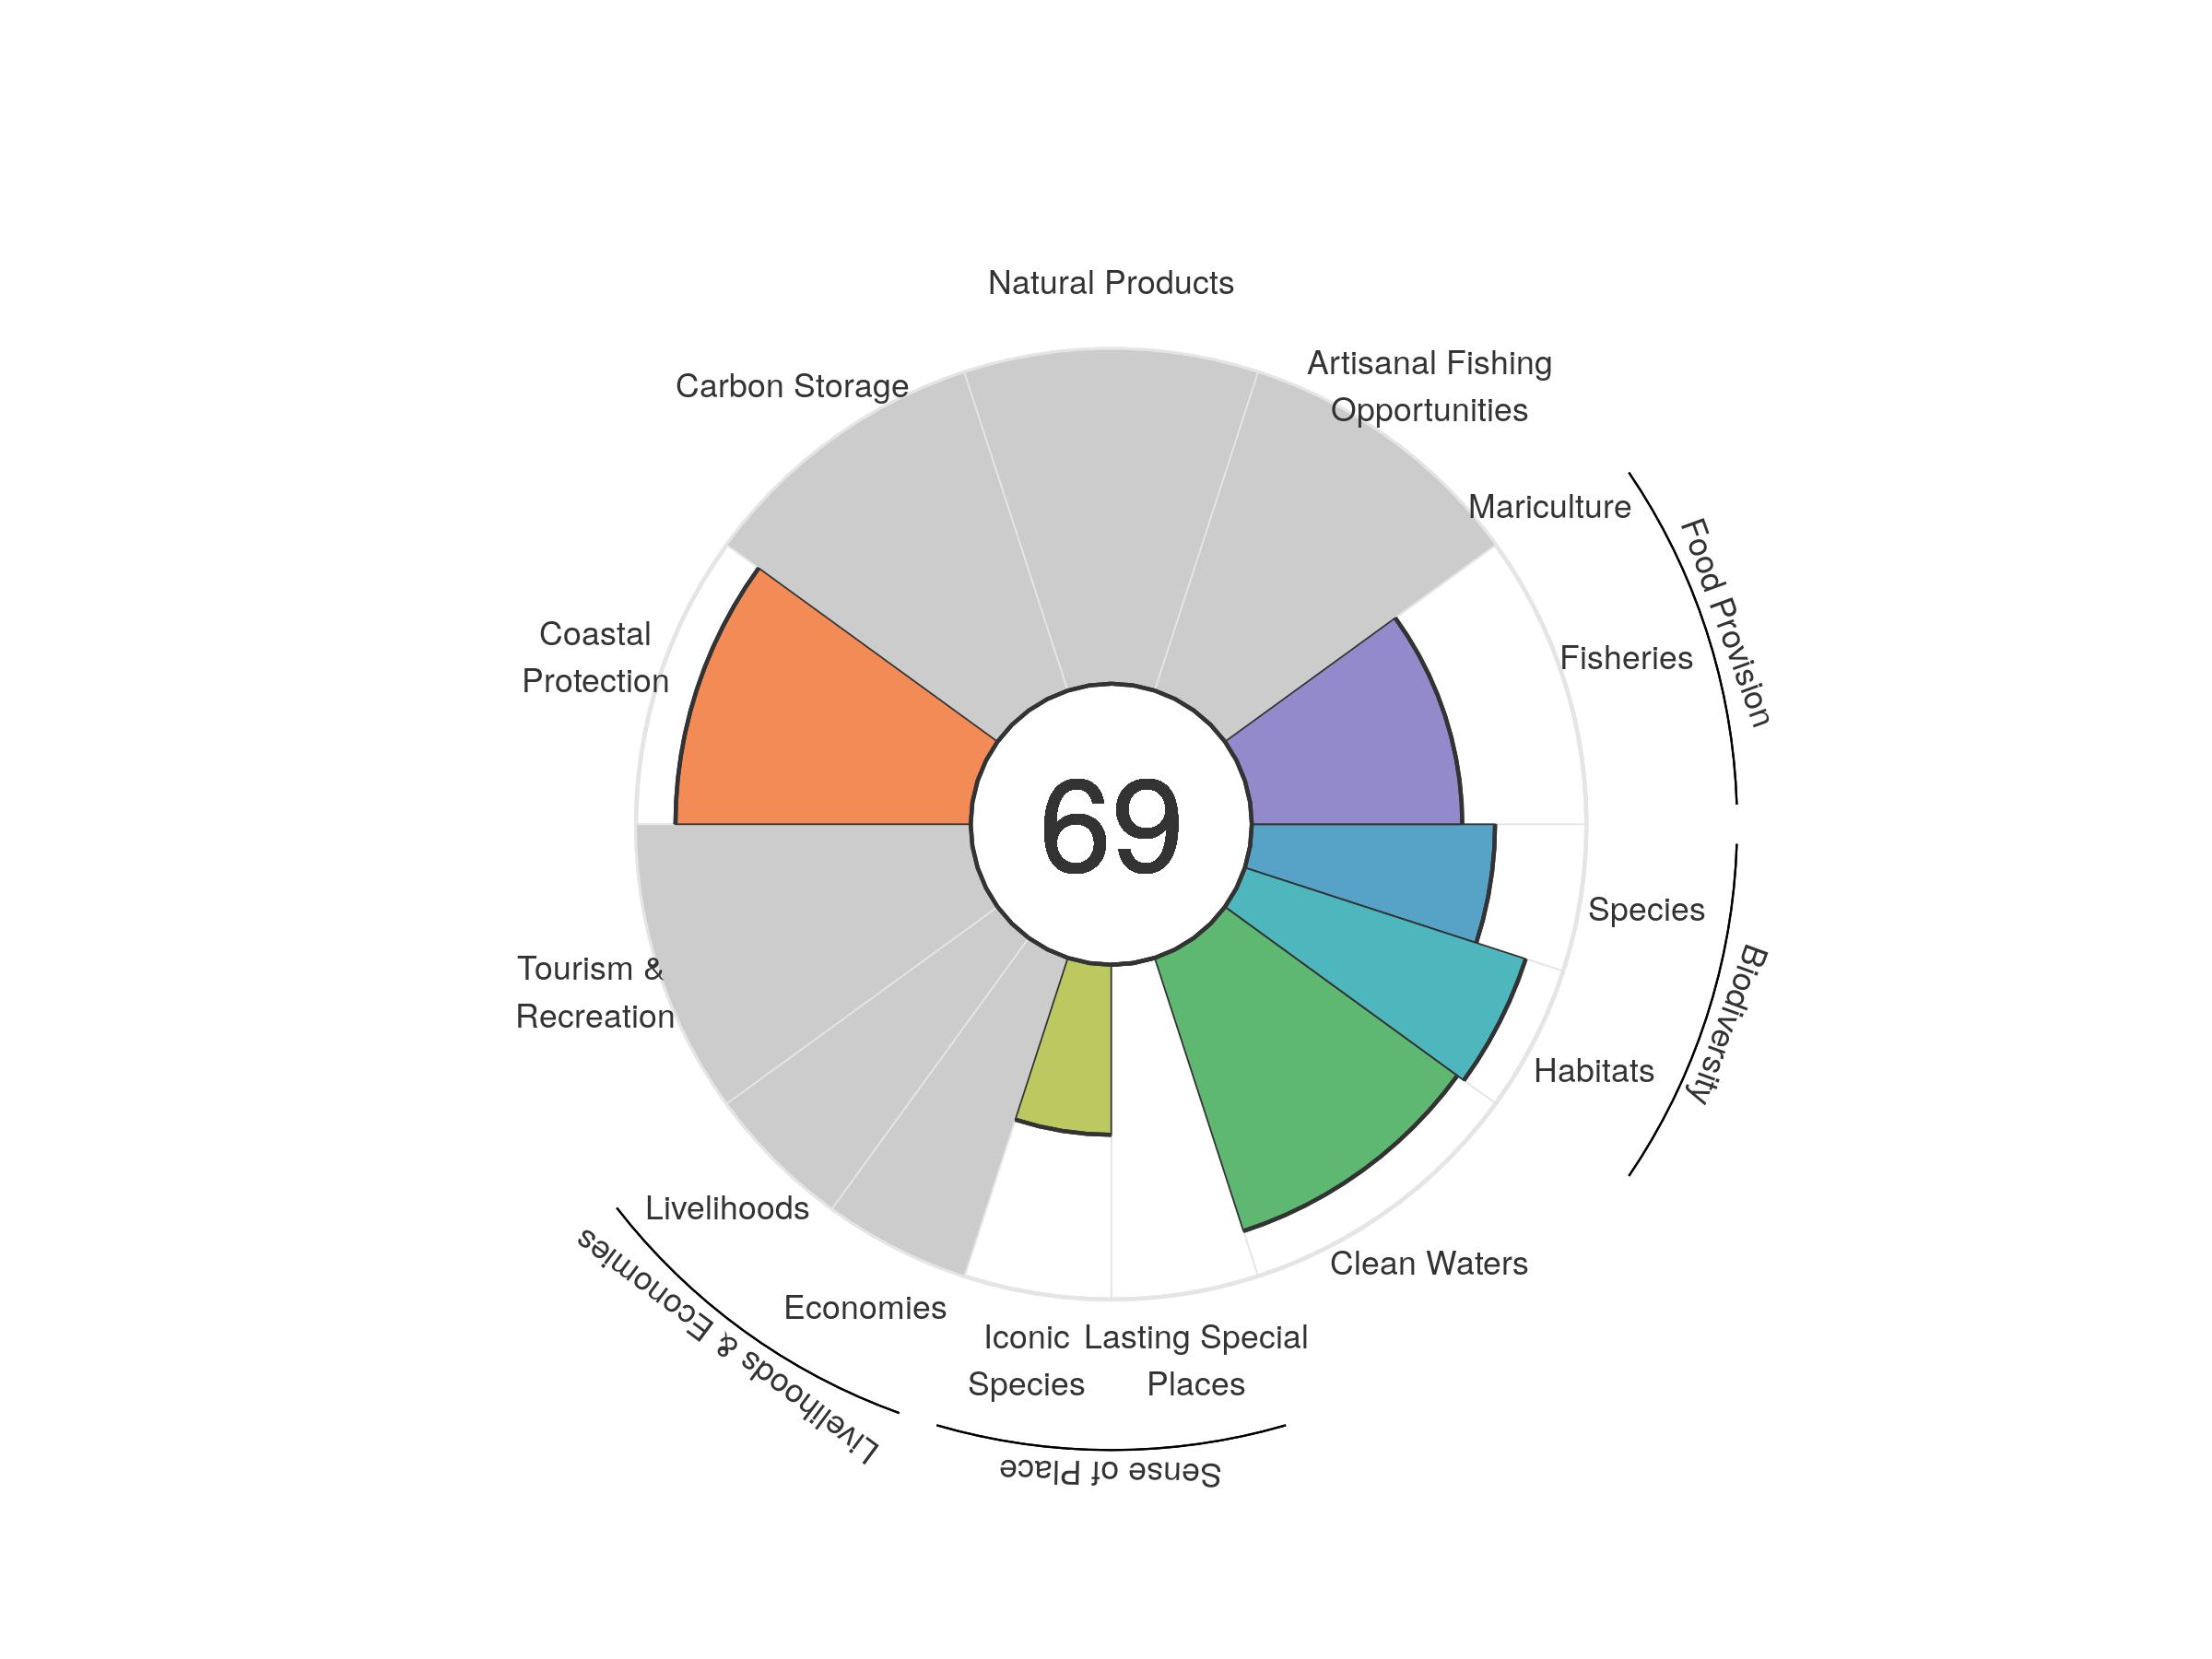 Natural Products
Artisanal Fishing
Opportunities
Carbon Storage
Mariculture
Food Provision
Fisheries
Coastal
Protection
69
Species
Biodiversity
Tourism &
Recreation
Habitats
Livelihoods
Clean Waters
Livelihoods & Economies
Economies
Iconic
Species
Lasting Special
Places
Sense of Place